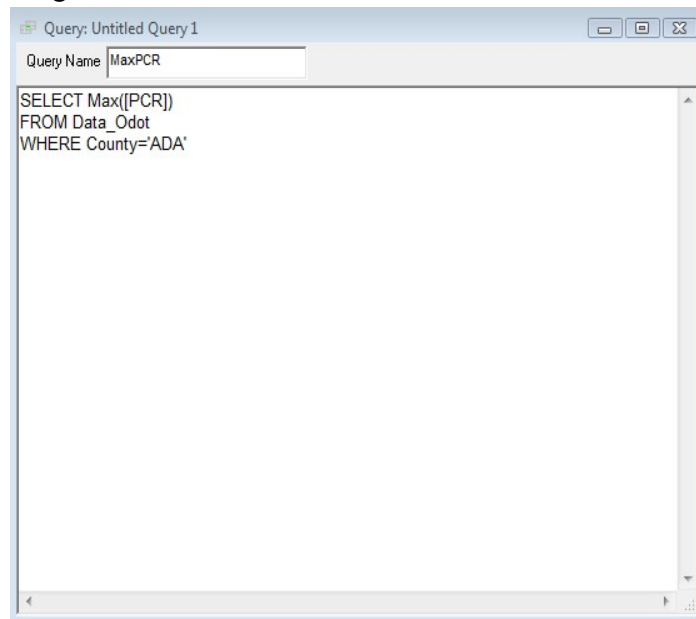 Query: Untitled Query 1
Query Name MaxPCR
SELECT Max([PCR])
FROM Data_Odot
WHERE County='ADA'